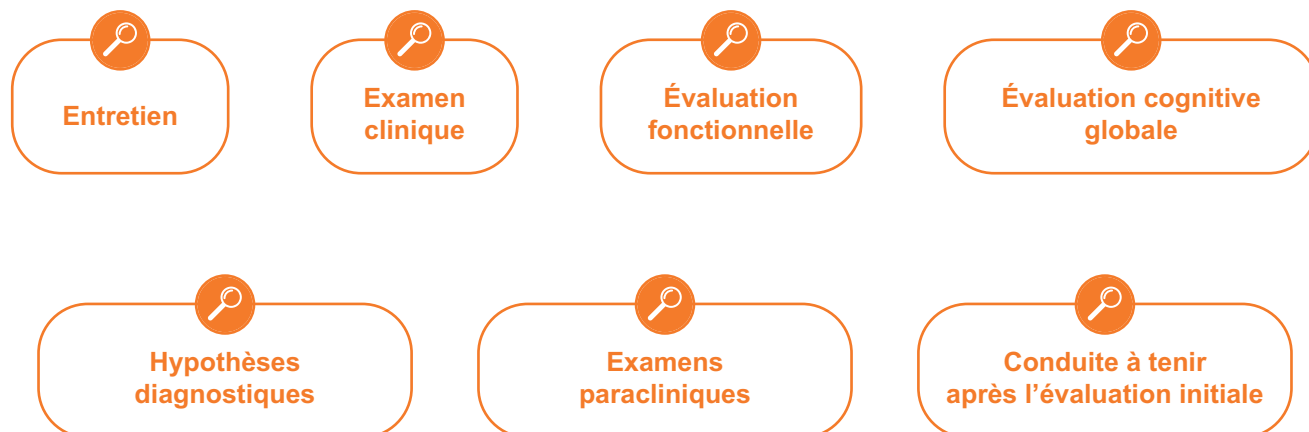 Entretien
Examen
clinique
Évaluation
fonctionnelle
Évaluation cognitive
globale
Hypothèses
diagnostiques
Examens
paracliniques
Conduite à tenir
après l’évaluation initiale